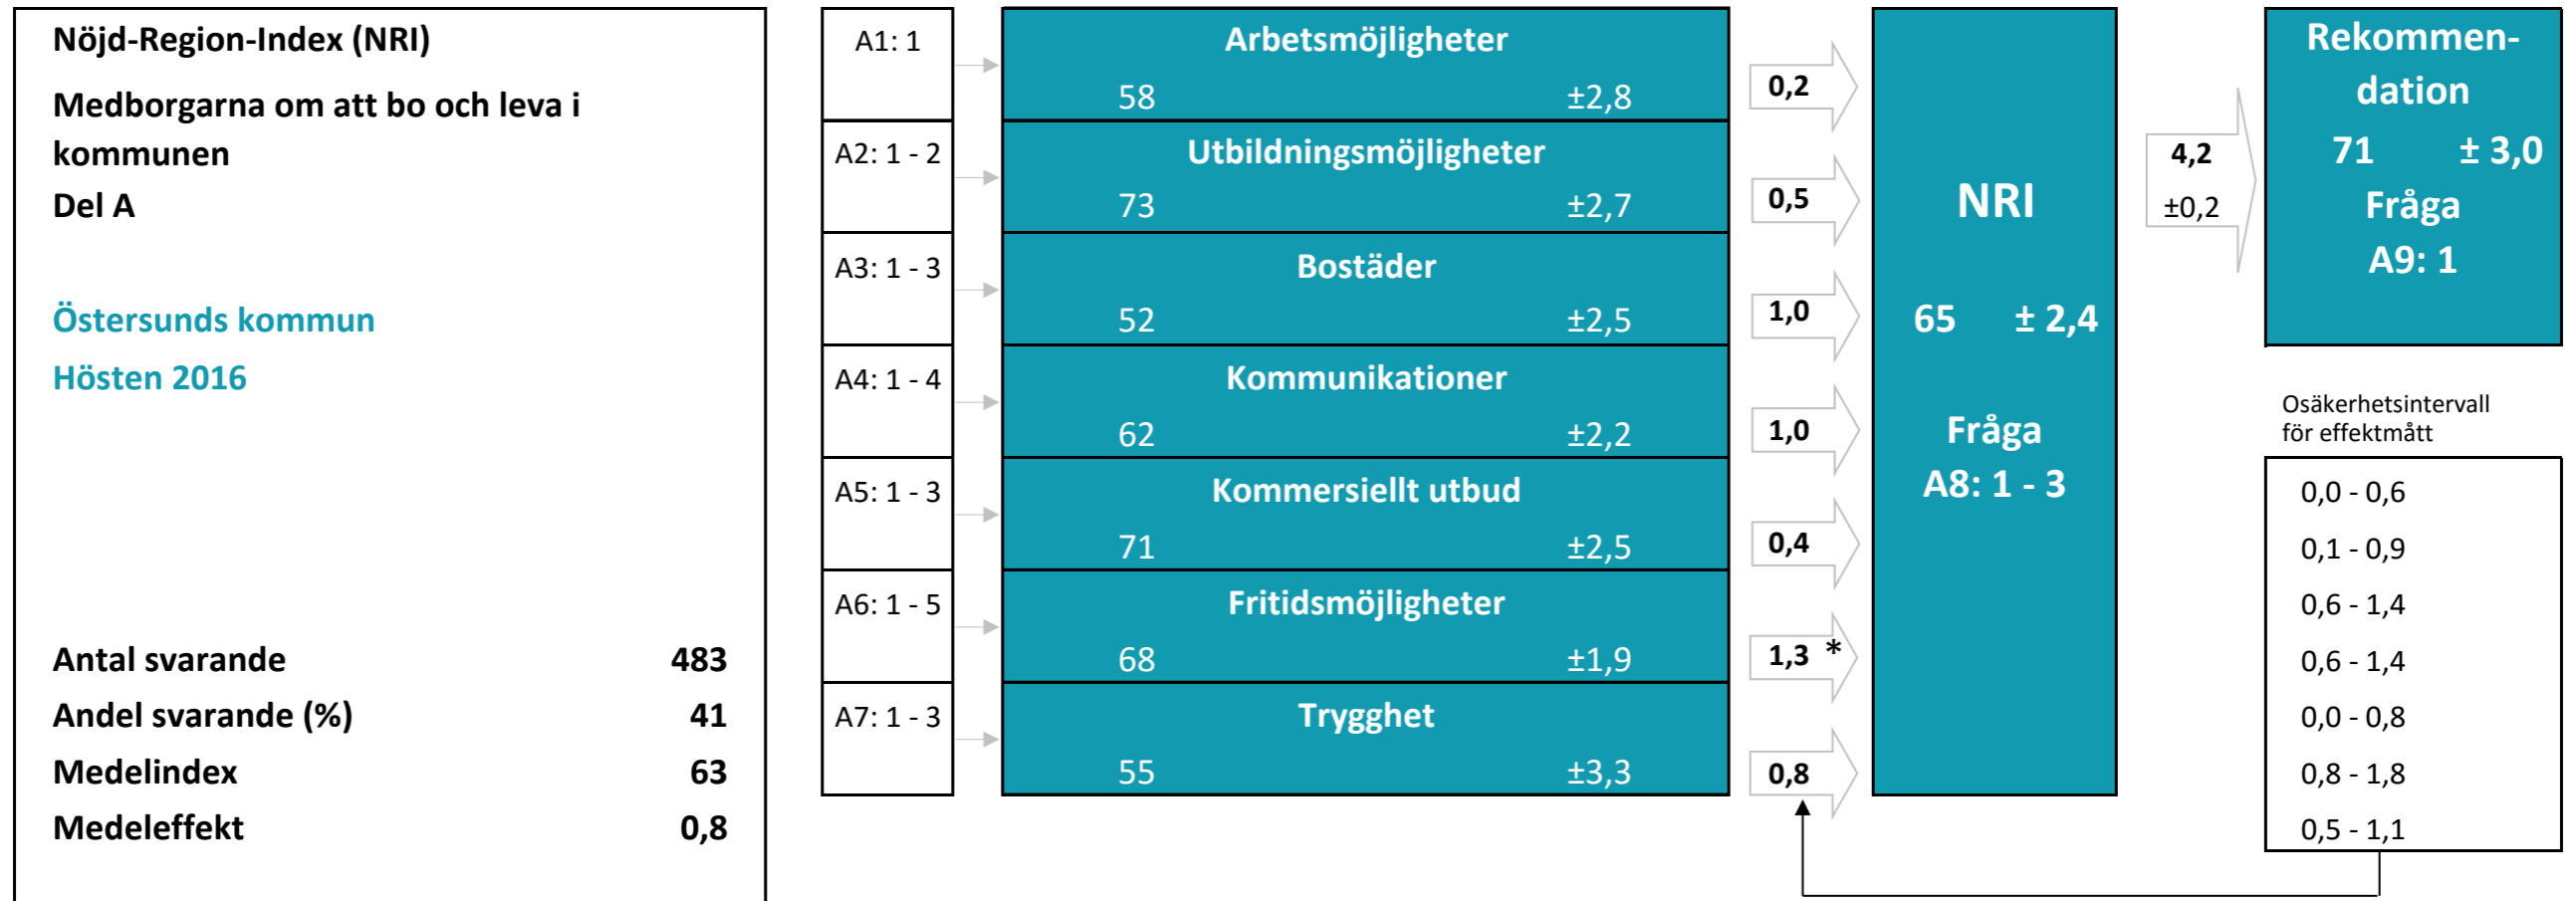 Nöjd-Region-Index (NRI)
Medborgarna om att bo och leva i
kommunen
Del A
Östersunds kommun
Hösten 2016
Antal svarande 483
Andel svarande (%) 41
Medelindex 63
Medeleffekt 0,8
A1: 1
Arbetsmöjligheter
58 ±2,8
0,2
A2: 1 - 2
Utbildningsmöjligheter
73 ±2,7
0,5
A3: 1 - 3
Bostäder
52 ±2,5
1,0
A4: 1 - 4
Kommunikationer
62 ±2,2
1,0
A5: 1 - 3
Kommersiellt utbud
71 ±2,5
0,4
A6: 1 - 5
Fritidsmöjligheter
68 ±1,9
1,3 *
A7: 1 - 3
Trygghet
55 ±3,3
0,8
NRI
65 ± 2,4
Fråga
A8: 1 - 3
4,2
±0,2
Rekommen-
dation
71 ± 3,0
Fråga
A9: 1
Osäkerhetsintervall
för effektmått
0,0 - 0,6
0,1 - 0,9
0,6 - 1,4
0,6 - 1,4
0,0 - 0,8
0,8 - 1,8
0,5 - 1,1